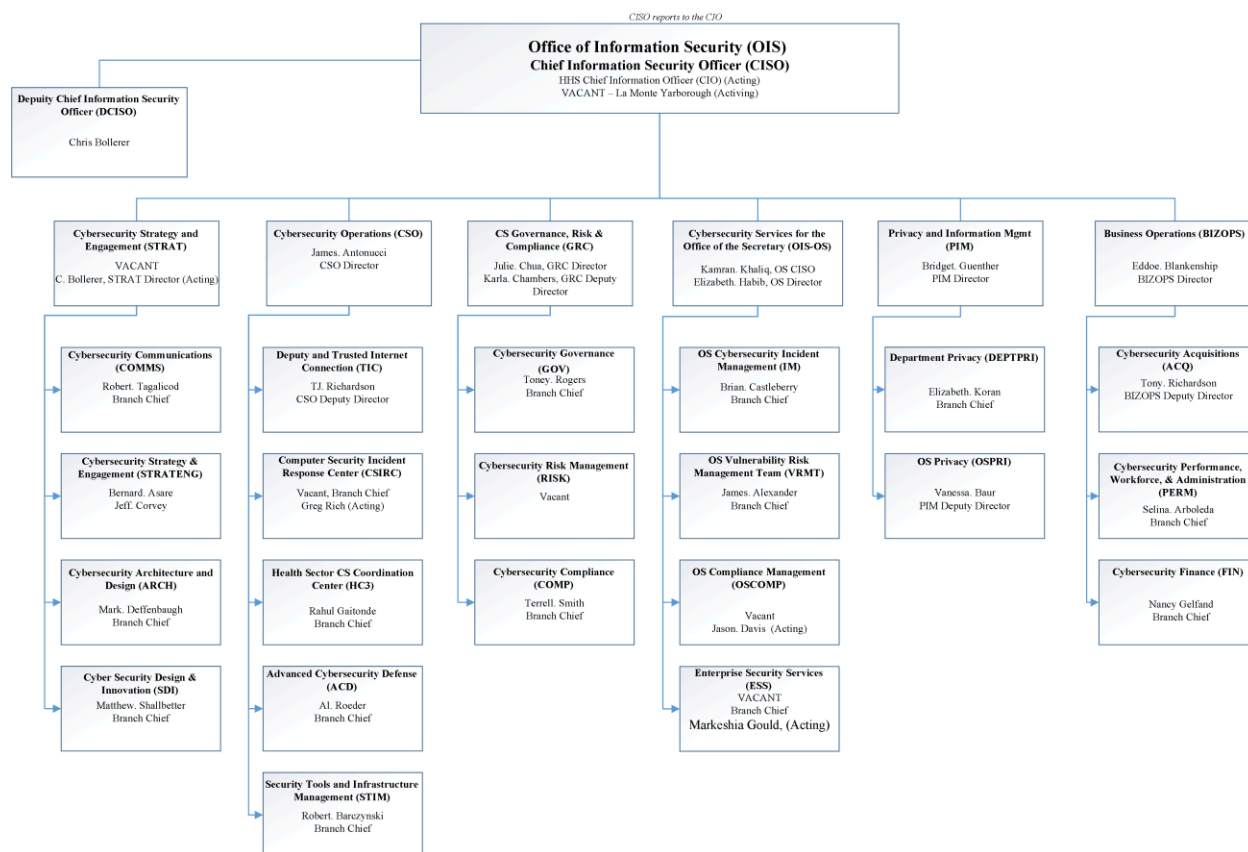 CISO reports to the CIO
Office of Information Security (OIS)
Chief Information Security Officer (CISO)
HHS Chief Information Officer (CIO) (Acting)
VACANT – La Monte Yarborough (Activing)
Depuity Chief Information Security
Officer (DCISO)
Chris Bollerer
Cybersecurity Strategy and
Engagement (STRAT)
VACANT
C. Bollerer, STRAT Director (Acting)
Cybersecurity Communications
(COMMS)
Robert. Tagalicod
Branch Chief
Cybersecurity Strategy &
Engagement (STRATENG)
Bernard. Asare
Jeff. Corvey
Cybersecurity Architecture and
Design (ARCH)
Mark. Deffenbaugh
Branch Chief
Cyber Security Design &
Innovation (SDI)
Matthew. Shallbetter
Branch Chief
Cybersecurity Operations (CSO)
James. Antonucci
CSO Director
Deputy and Trusted Internet
Connection (TIC)
TJ. Richardson
CSO Deputy Director
Computer Security Incident
Response Center (CSIRC)
Vacant, Branch Chief
Greg Rich (Acting)
Health Sector CS Coordination
Center (HC3)
Rahul Gaitonde
Branch Chief
Advanced Cybersecurity Defense
(ACD)
Al. Roeder
Branch Chief
Security Tools and Infrastructure
Management (STIM)
Robert. Barczynski
Branch Chief
CS Governance, Risk &
Compliance (GRC)
Julie. Chua, GRC Director
Karla. Chambers, GRC Deputy
Director
Cybersecurity Governance
(GOV)
Toney. Rogers
Branch Chief
Cybersecurity Risk Management
(RISK)
Vacant
Cybersecurity Compliance
(COMP)
Terrell. Smith
Branch Chief
Cybersecurity Services for the
Office of the Secretary (OIS-OS)
Kamran. Khaliq, OS CISO
Elizabeth. Habib, OS Director
OS Cybersecurity Incident
Management (IM)
Brian. Castleberry
Branch Chief
OS Vulnerability Risk
Management Team (VRMT)
James. Alexander
Branch Chief
OS Compliance Management
(OSCOMP)
Vacant
Jason. Davis (Acting)
Enterprise Security Services
(ESS)
VACANT
Branch Chief
Markeshia Gould, (Acting)
Privacy and Information Mgmt
(PIM)
Bridget. Guenther
PIM Director
Department Privacy (DEPTPRI)
Elizabeth. Koran
Branch Chief
OS Privacy (OSPRI)
Vanessa. Baur
PIM Deputy Director
Business Operations (BIZOPS)
Eddoe. Blankenship
BIZOPS Director
Cybersecurity Acquisitions
(ACQ)
Tony. Richardson
BIZOPS Deputy Director
Cybersecurity Performance,
Workforce, & Administration
(PERM)
Selina. Arboleda
Branch Chief
Cybersecurity Finance (FIN)
Nancy Gelfand
Branch Chief